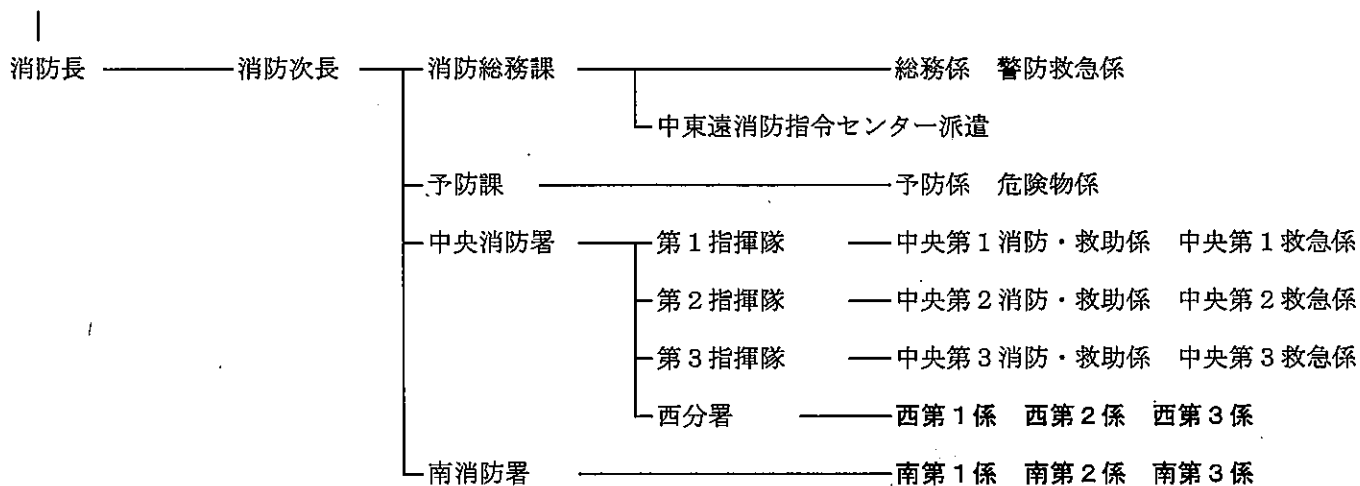 消防長 消防次長 消防総務課 総務係 警防救急係
中東遠消防指令センター派遣
予防課 予防係 危険物係
中央消防署 第1指揮隊 中央第1消防・救助係 中央第1救急係
第2指揮隊 中央第2消防・救助係 中央第2救急係
第3指揮隊 中央第3消防・救助係 中央第3救急係
西分署 西第1係 西第2係 西第3係
南消防署 南第1係 南第2係 南第3係